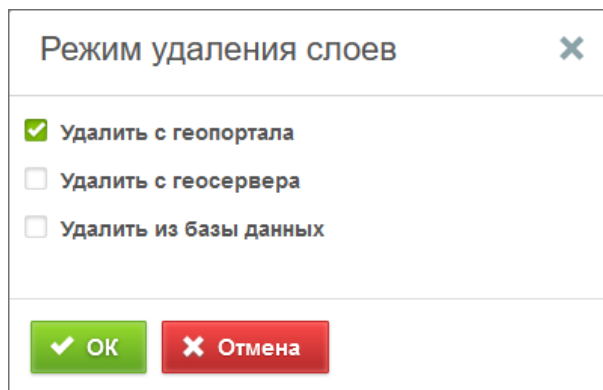 Режим удаления слоев
Удалить с геопортала
Удалить с геосервера
Удалить из базы данных
ОК
Отмена